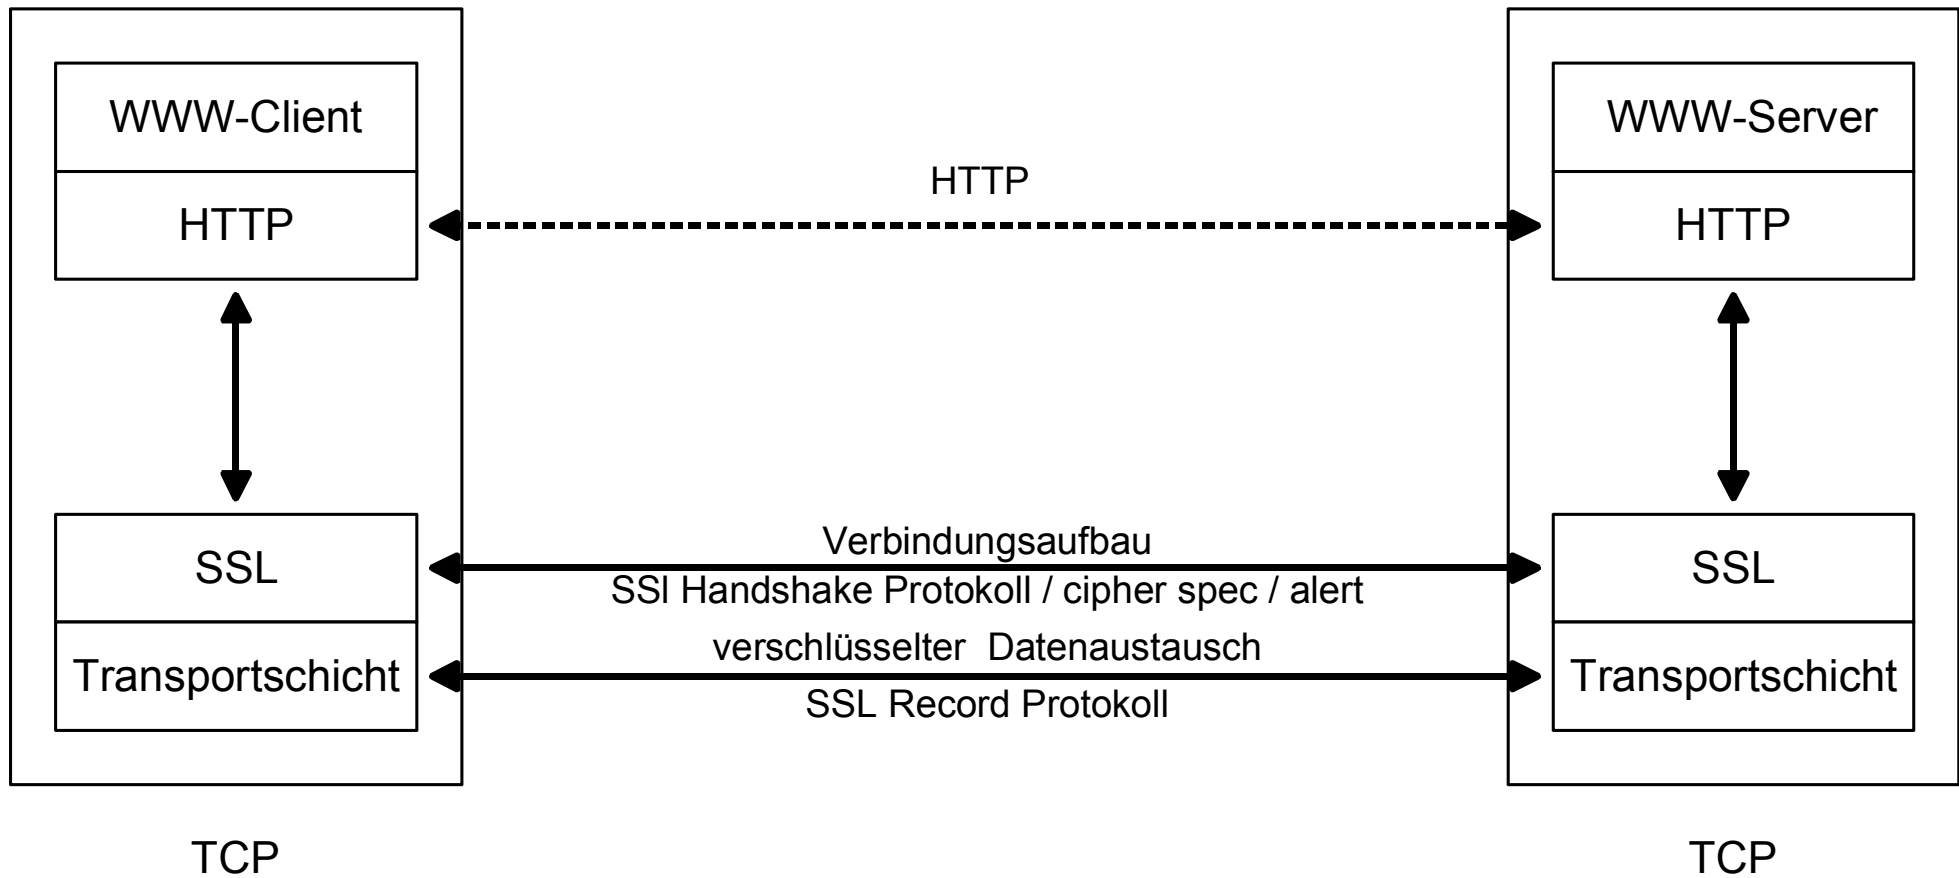 WWW-Client
WWW-Server
HTTP
HTTP
HTTP
SSL
Verbindungsaufbau
SSl Handshake Protokoll / cipher spec / alert
SSL
Transportschicht
verschlüsselter Datenaustausch
SSL Record Protokoll
Transportschicht
TCP
TCP